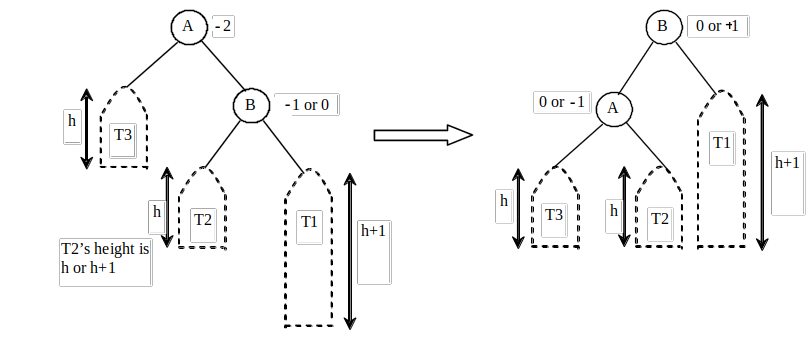 A
- 2
B
0 or +1
B
-1 or 0
0 or -1
A
h
T3
T1
h+1
h
T2
T1
h+1
h
T3
h
T2
T2's height is
h or h+1